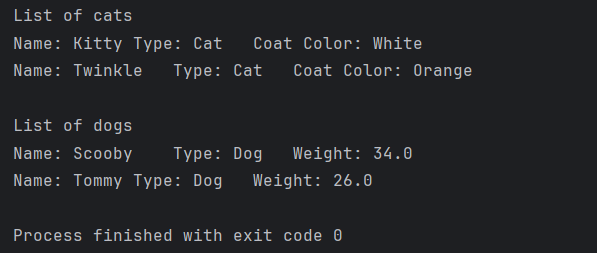 List of cats
Name: Kitty Type: Cat   Coat Color: White
Name: Twinkle   Type: Cat   Coat Color: Orange
List of dogs
Name: Scooby    Type: Dog   Weight: 34.0
Name: Tommy Type: Dog   Weight: 26.0
Process finished with exit code 0